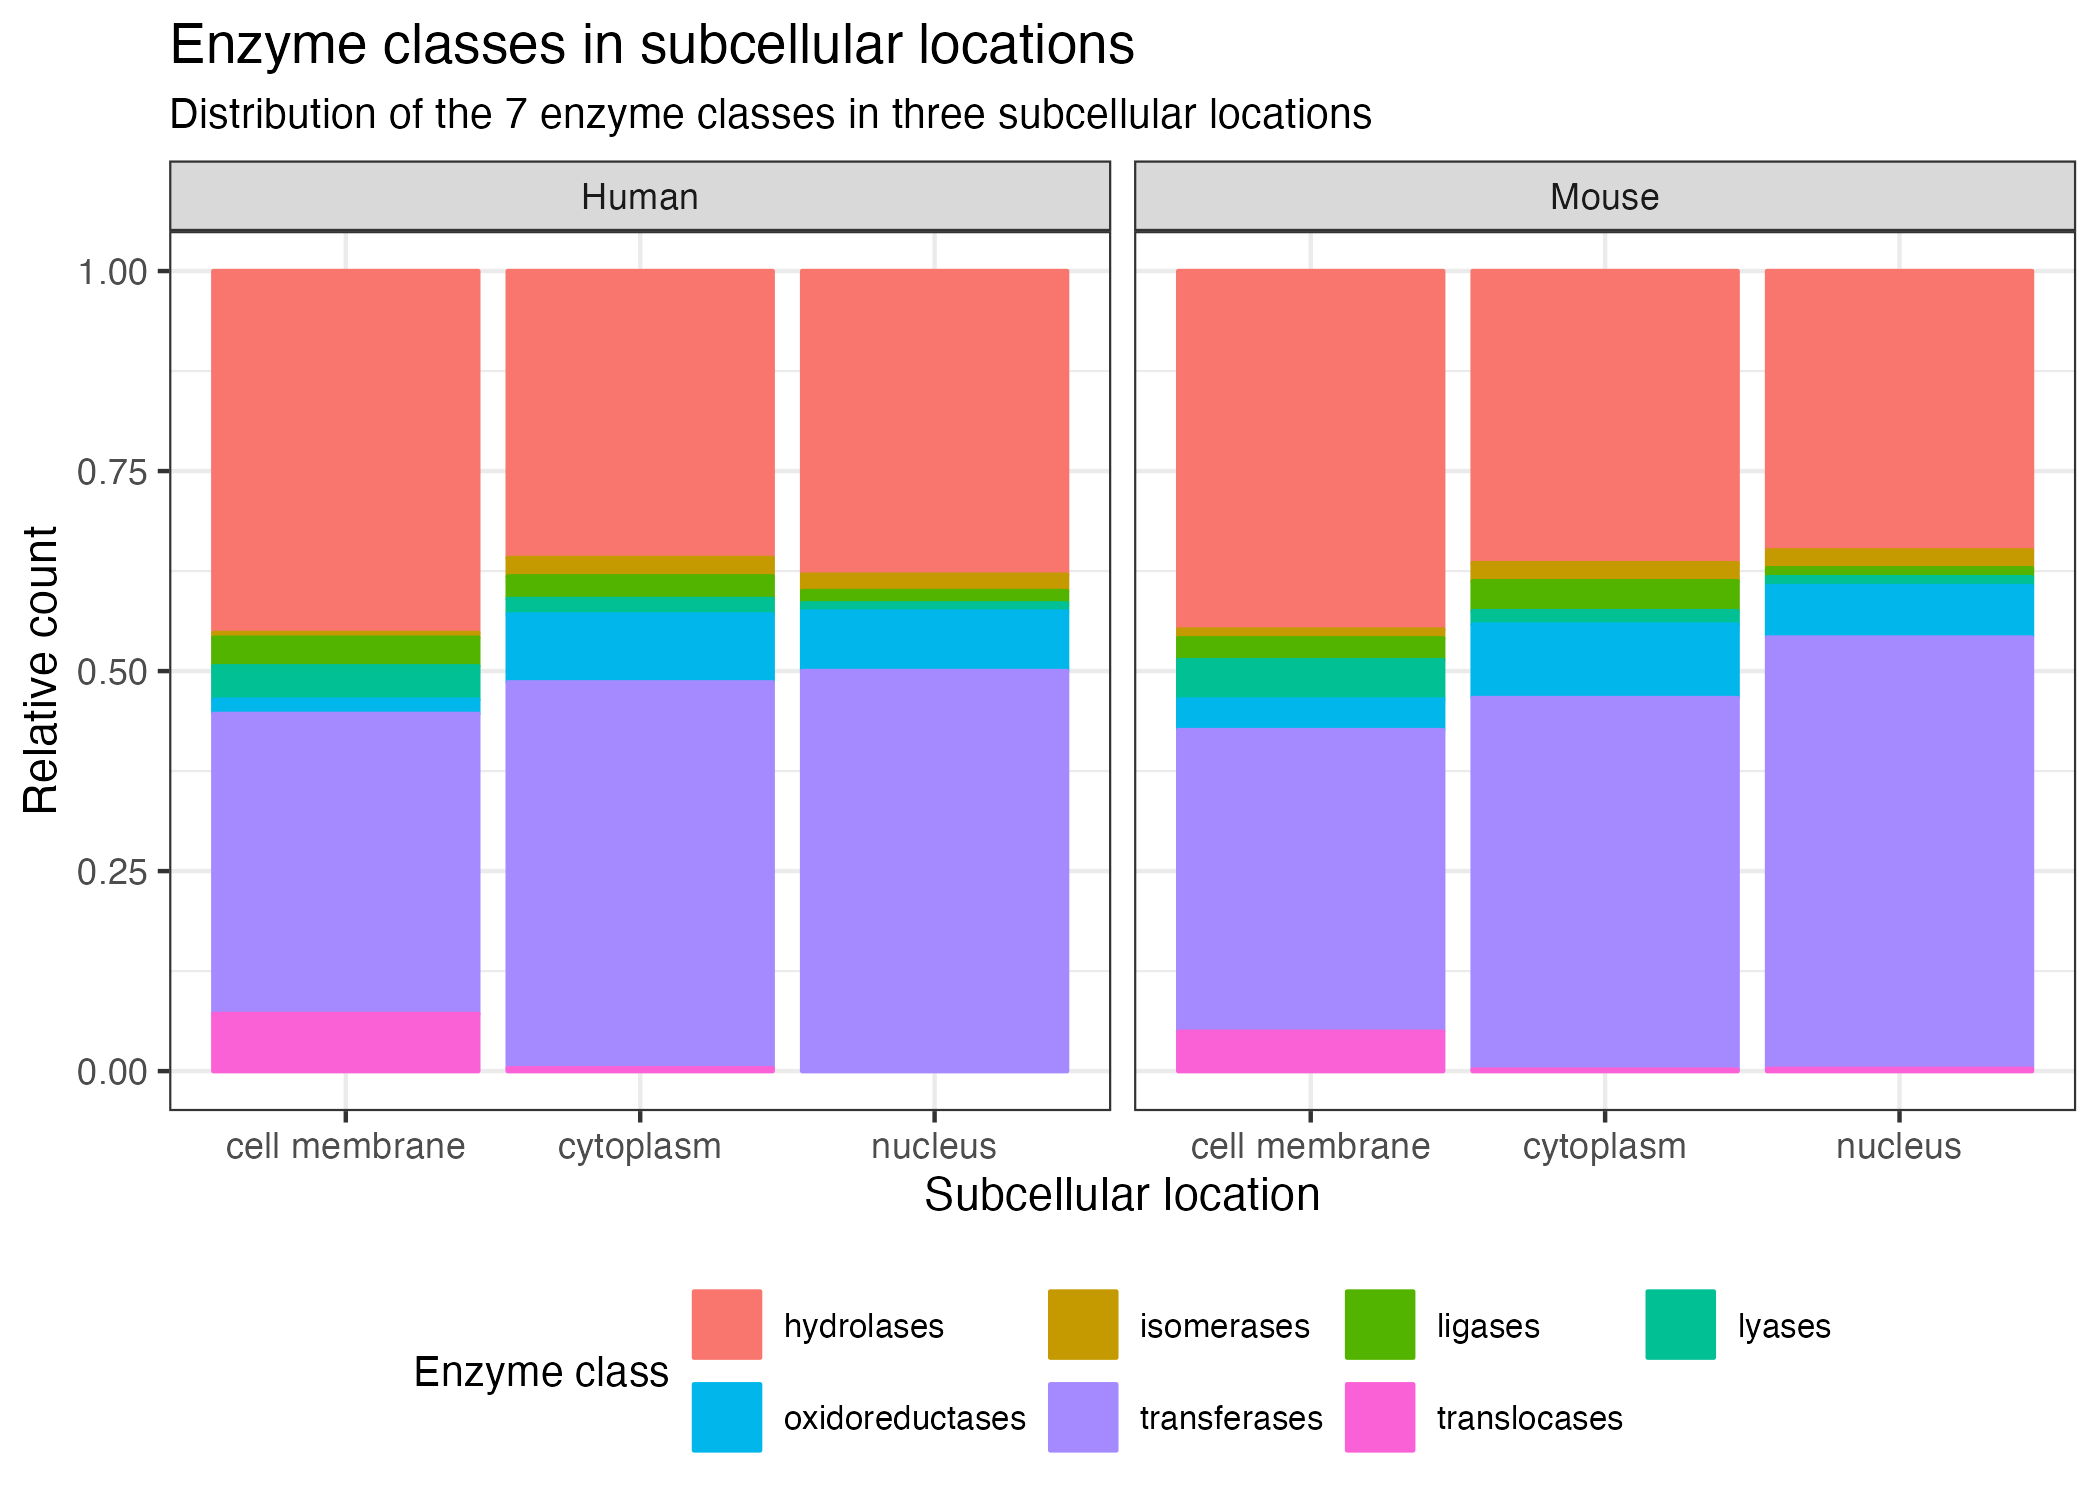 Enzyme classes in subcellular locations
Distribution of the 7 enzyme classes in three subcellular locations
Human
Mouse
Relative count
1.00
0.75
0.50
0.25
0.00
cell membrane cytoplasm nucleus
cell membrane cytoplasm nucleus
Subcellular location
Enzyme class
hydrolases isomerases ligases lyases
oxidoreductases transferases translocases